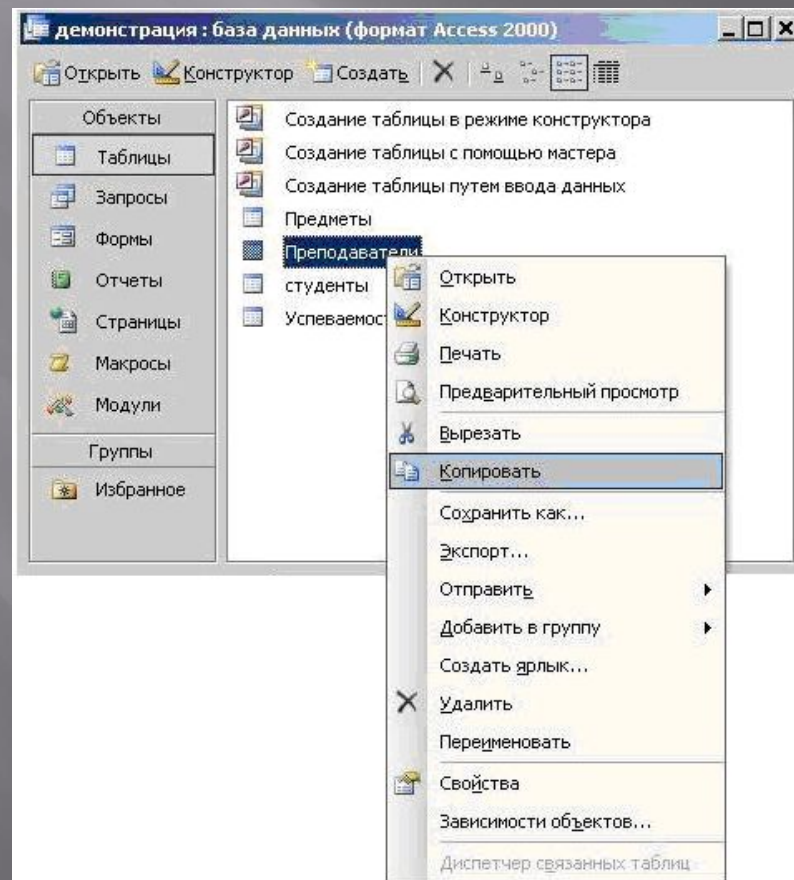 демонстрация : база данных (формат Access 2000)
Открыть Конструктор Создать
Объекты
Таблицы
Запросы
Формы
Отчеты
Страницы
Макросы
Модули
Группы
Избранное
Создание таблицы в режиме конструктора
Создание таблицы с помощью мастера
Создание таблицы путем ввода данных
Предметы
Преподаватели
студенты
Успеваемос
Открыть
Конструктор
Печать
Предварительный просмотр
Вырезать
Копировать
Сохранить как...
Экспорт...
Отправить
Добавить в группу
Создать ярлык...
Удалить
Переименовать
Свойства
Зависимости объектов...
Диспетчер связанных таблиц